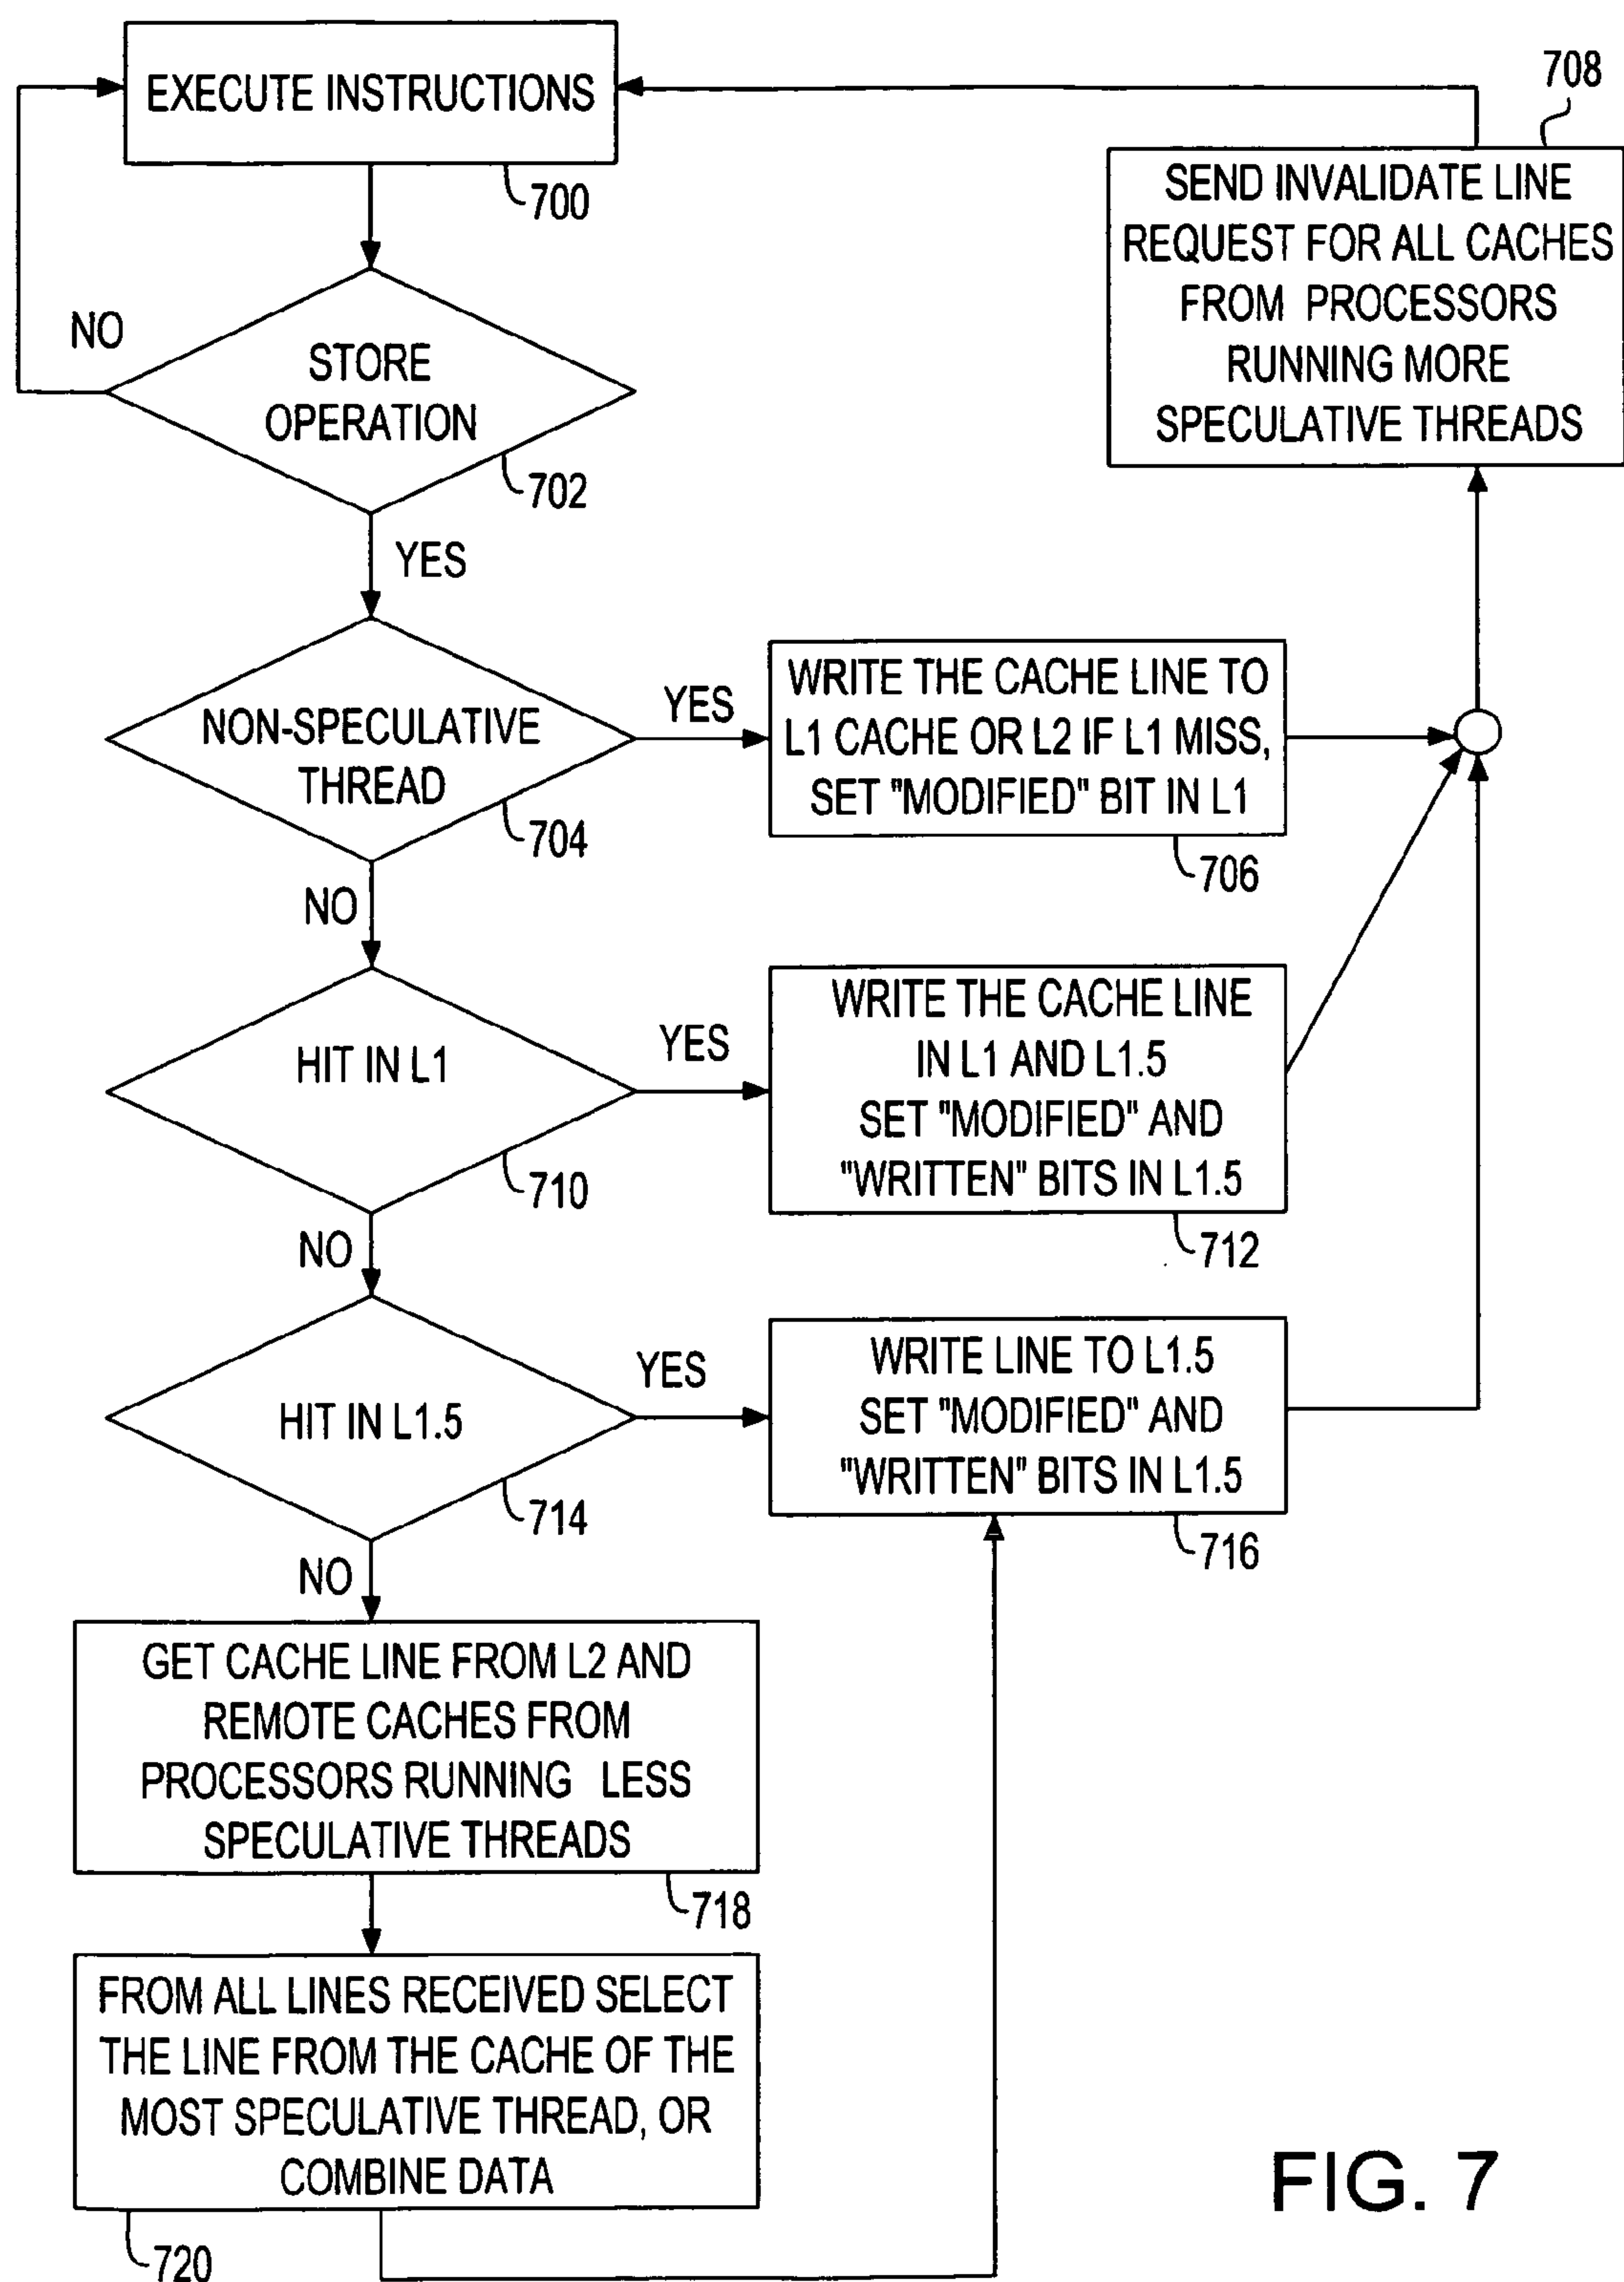 EXECUTE INSTRUCTIONS
700
708
SEND INVALIDATE LINE
REQUEST FOR ALL CACHES
FROM PROCESSORS
RUNNING MORE
SPECULATIVE THREADS
NO
STORE
OPERATION
702
YES
NON-SPECULATIVE
THREAD
704
YES
WRITE THE CACHE LINE TO
L1 CACHE OR L2 IF L1 MISS,
SET "MODIFIED" BIT IN L1
706
NO
HIT IN L1
710
YES
WRITE THE CACHE LINE
IN L1 AND L1.5
SET "MODIFIED" AND
"WRITTEN" BITS IN L1.5
712
NO
HIT IN L1.5
714
YES
WRITE LINE TO L1.5
SET "MODIFIED" AND
"WRITTEN" BITS IN L1.5
716
NO
GET CACHE LINE FROM L2 AND
REMOTE CACHES FROM
PROCESSORS RUNNING LESS
SPECULATIVE THREADS
718
FROM ALL LINES RECEIVED SELECT
THE LINE FROM THE CACHE OF THE
MOST SPECULATIVE THREAD, OR
COMBINE DATA
720
FIG. 7